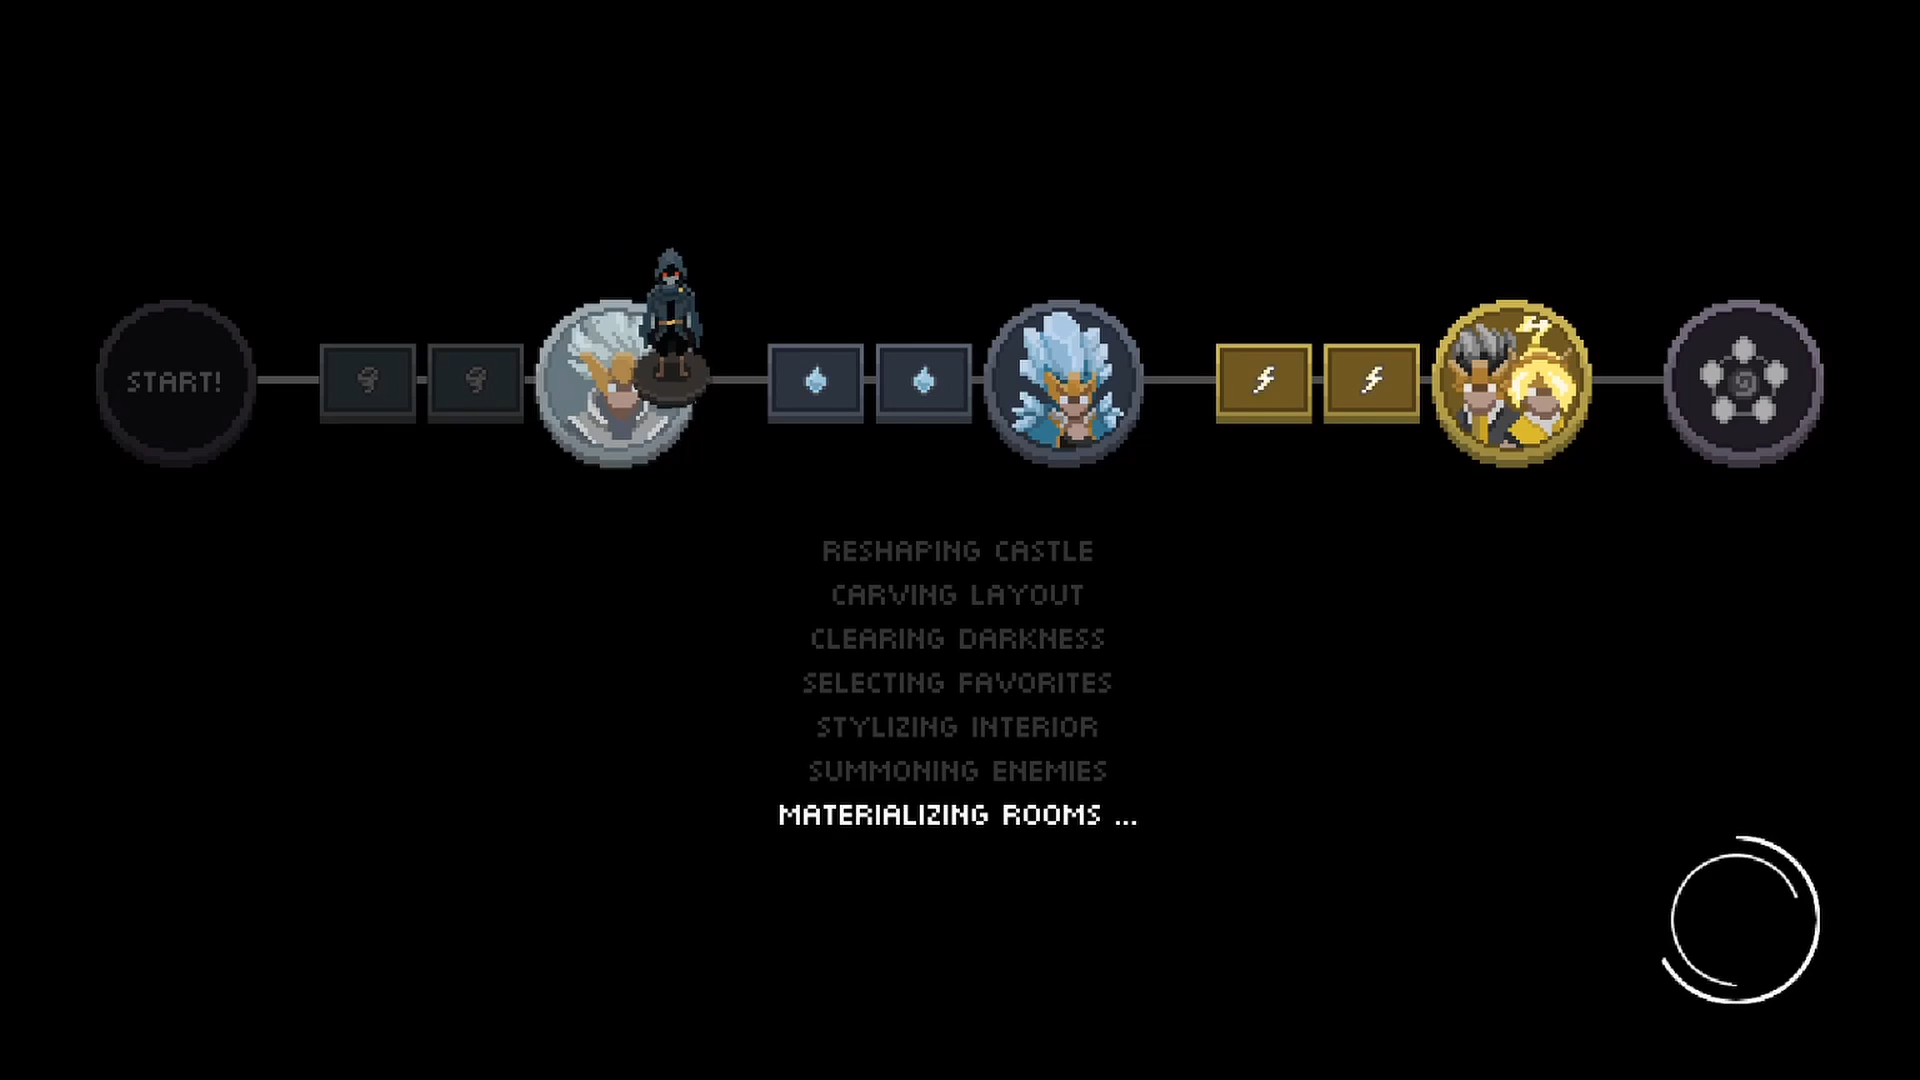 START!
RESHAPING CASTLE
CARVING LAYOUT
CLEARING DARKNESS
SELECTING FAVORITES
STYLIZING INTERIOR
SUMMONING ENEMIES
MATERIALIZING ROOMS ...